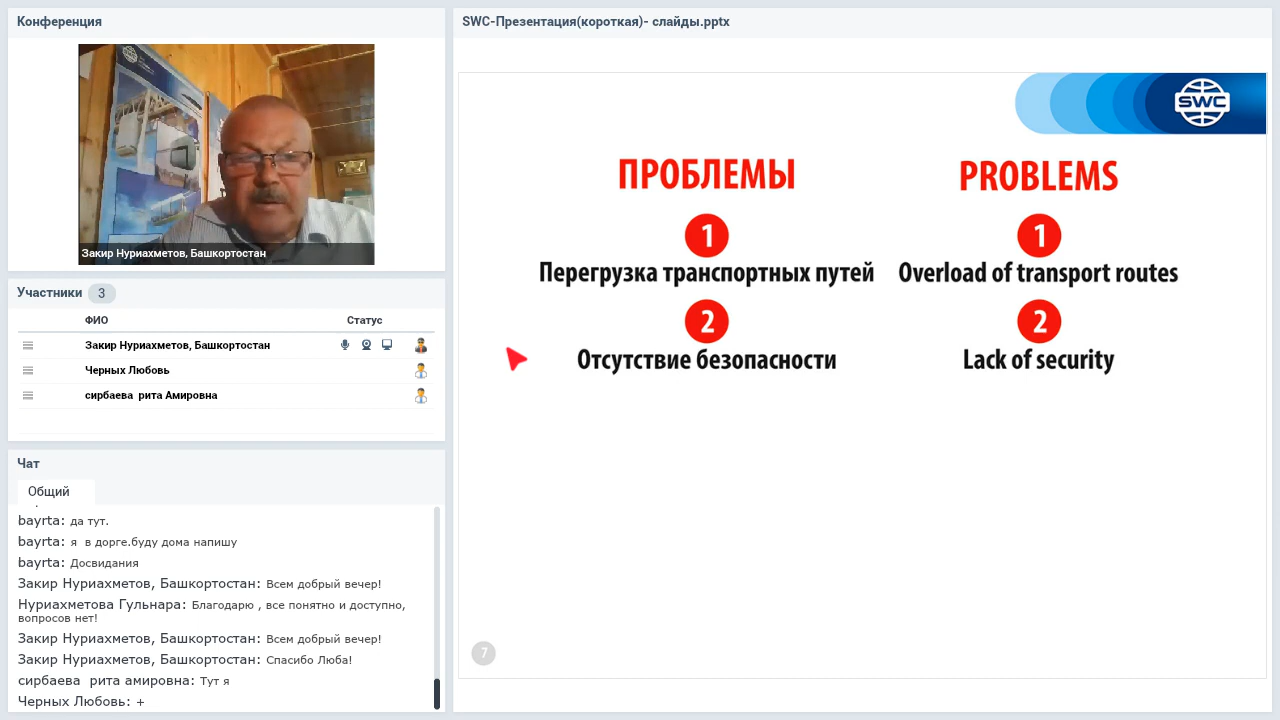 Конференция
Закир Нуриахметов, Башкортостан
Участники 3
ФИО Статус
Закир Нуриахметов, Башкортостан
Черных Любовь
сирбаева рита Амировна
Чат
Общий
bayrta: да тут.
bayrta: я в дорге.буду дома напишу
bayrta: Досвидания
Закир Нуриахметов, Башкортостан: Всем добрый вечер!
Нуриахметова Гульнара: Благодарю , все понятно и доступно,
вопросов нет!
Закир Нуриахметов, Башкортостан: Всем добрый вечер!
Закир Нуриахметов, Башкортостан: Спасибо Люба!
сирбаева рита амировна: Тут я
Черных Любовь: +
SWC-Презентация(короткая)- слайды.pptx
SWC
ПРОБЛЕМЫ
1
Перегрузка транспортных путей
2
Отсутствие безопасности
PROBLEMS
1
Overload of transport routes
2
Lack of security
7